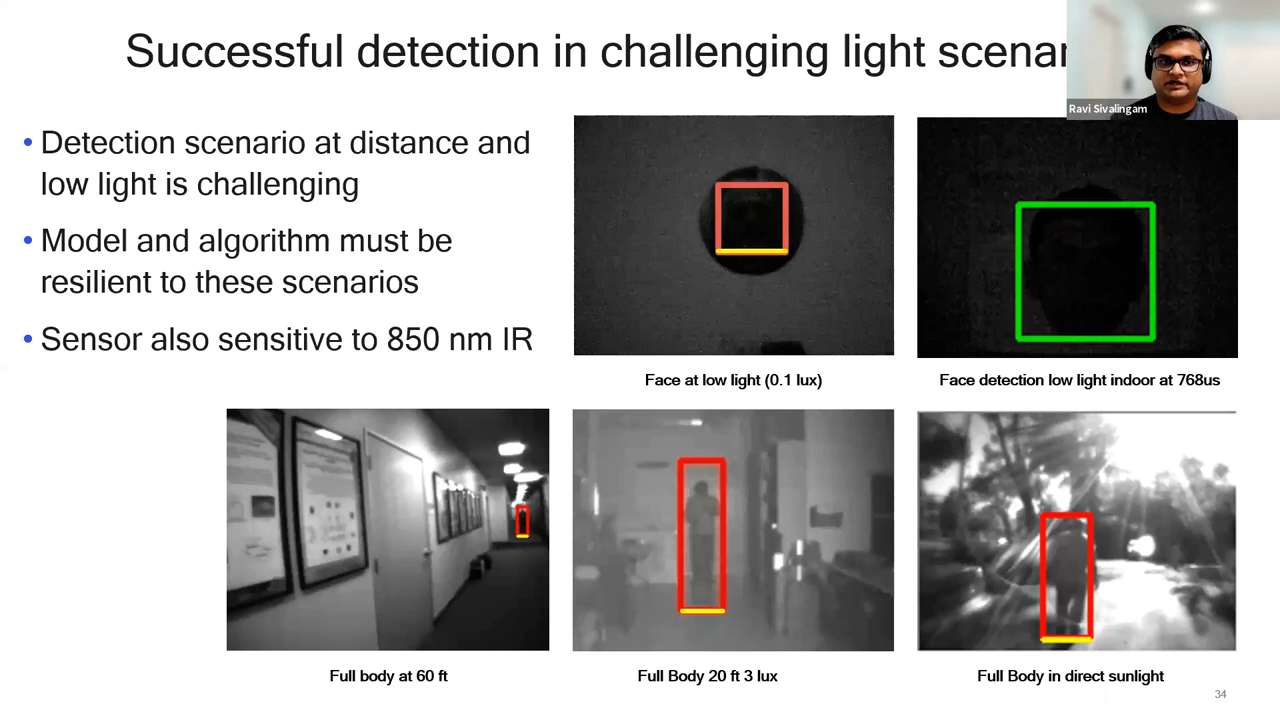 Successful detection in challenging light scenar
Ravi Sivalingam
• Detection scenario at distance and
low light is challenging
• Model and algorithm must be
resilient to these scenarios
• Sensor also sensitive to 850 nm IR
Face at low light (0.1 lux)
Face detection low light indoor at 768us
Full body at 60 ft
Full Body 20 ft 3 lux
Full Body in direct sunlight
34